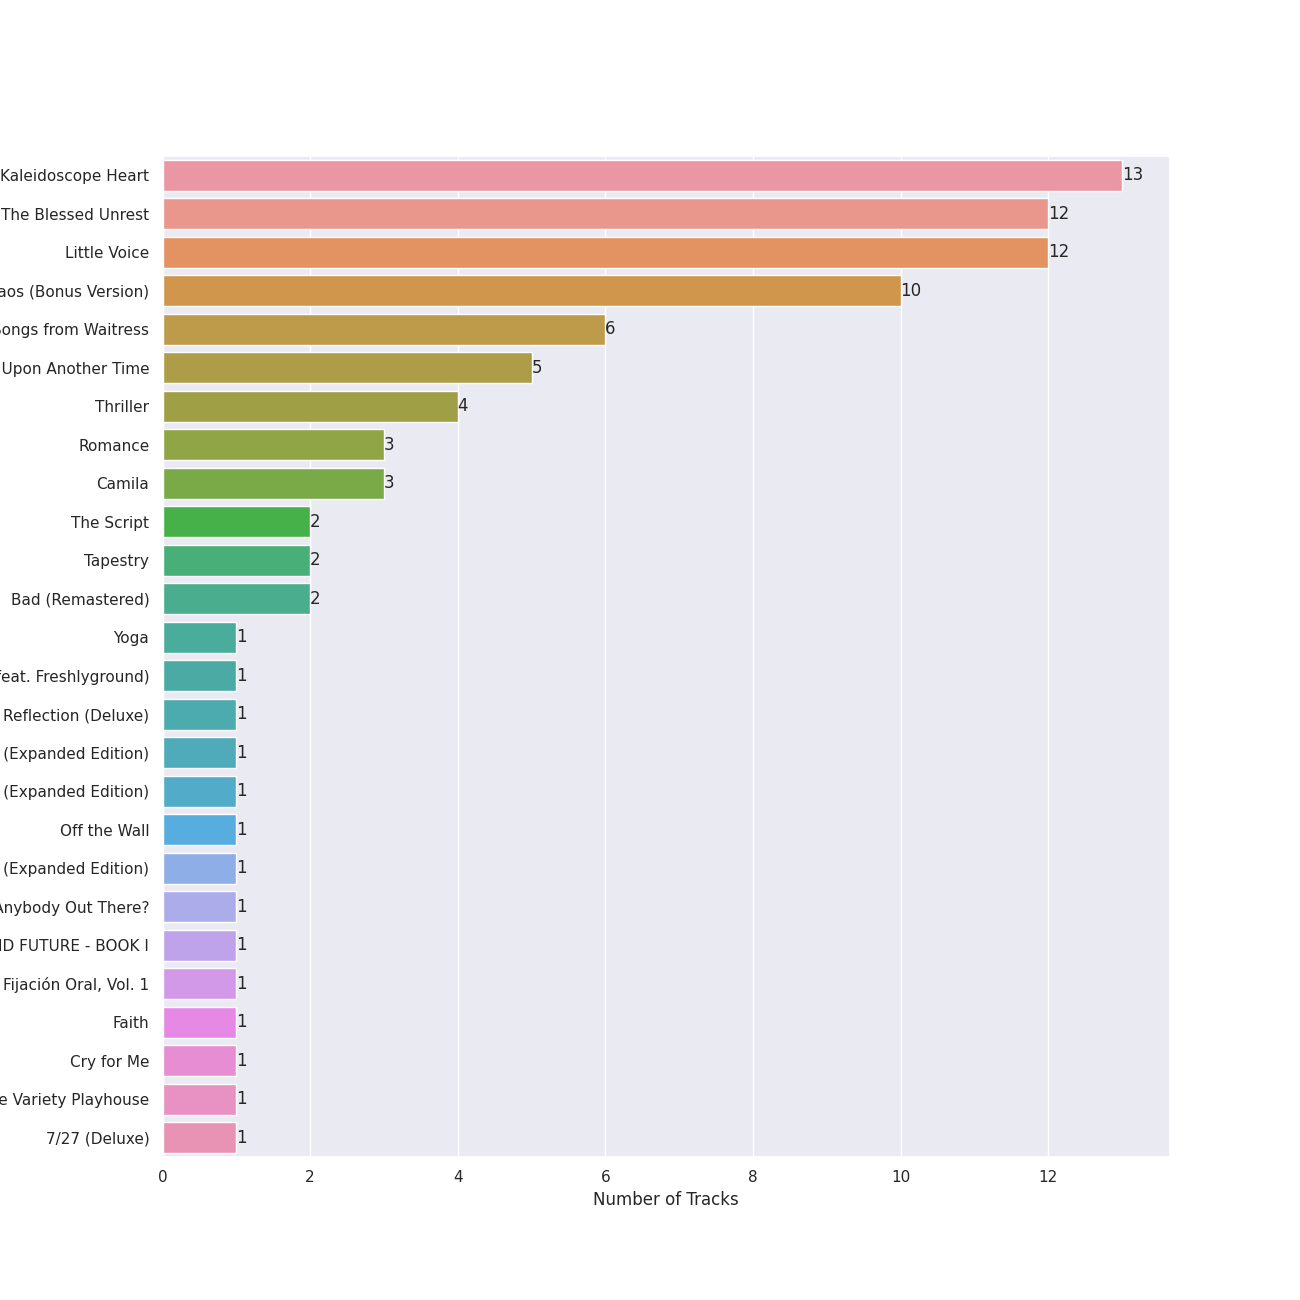 Kaleidoscope Heart 13
The Blessed Unrest 12
Little Voice 12
(Bonus Version) 10
from Waitress 6
Upon Another Time 5
Thriller 4
Romance 3
Camila 3
The Script 2
Tapestry 2
Bad (Remastered) 2
Yoga 1
feat. Freshlyground) 1
Reflection (Deluxe) 1
(Expanded Edition) 1
(Expanded Edition) 1
Off the Wall 1
(Expanded Edition) 1
Anybody Out There? 1
FUTURE - BOOK I 1
Fijación Oral, Vol. 1 1
Faith 1
Cry for Me 1
Variety Playhouse 1
7/27 (Deluxe) 1
0 2 4 6 8 10 12
Number of Tracks